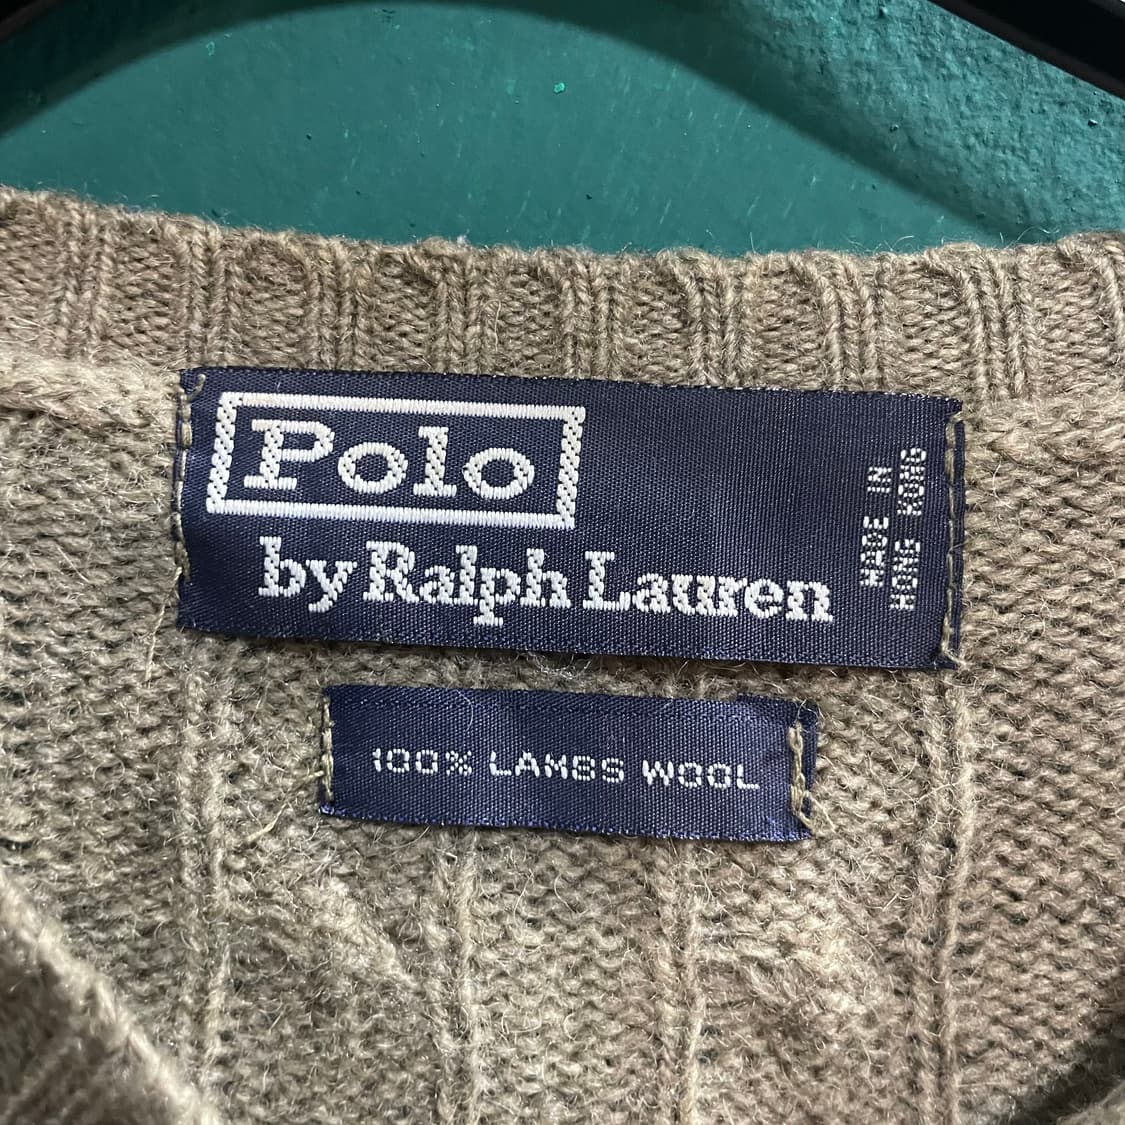 Polo
by Ralph Lauren
MADE IN
HONG KONG
100% LAMBS WOOL